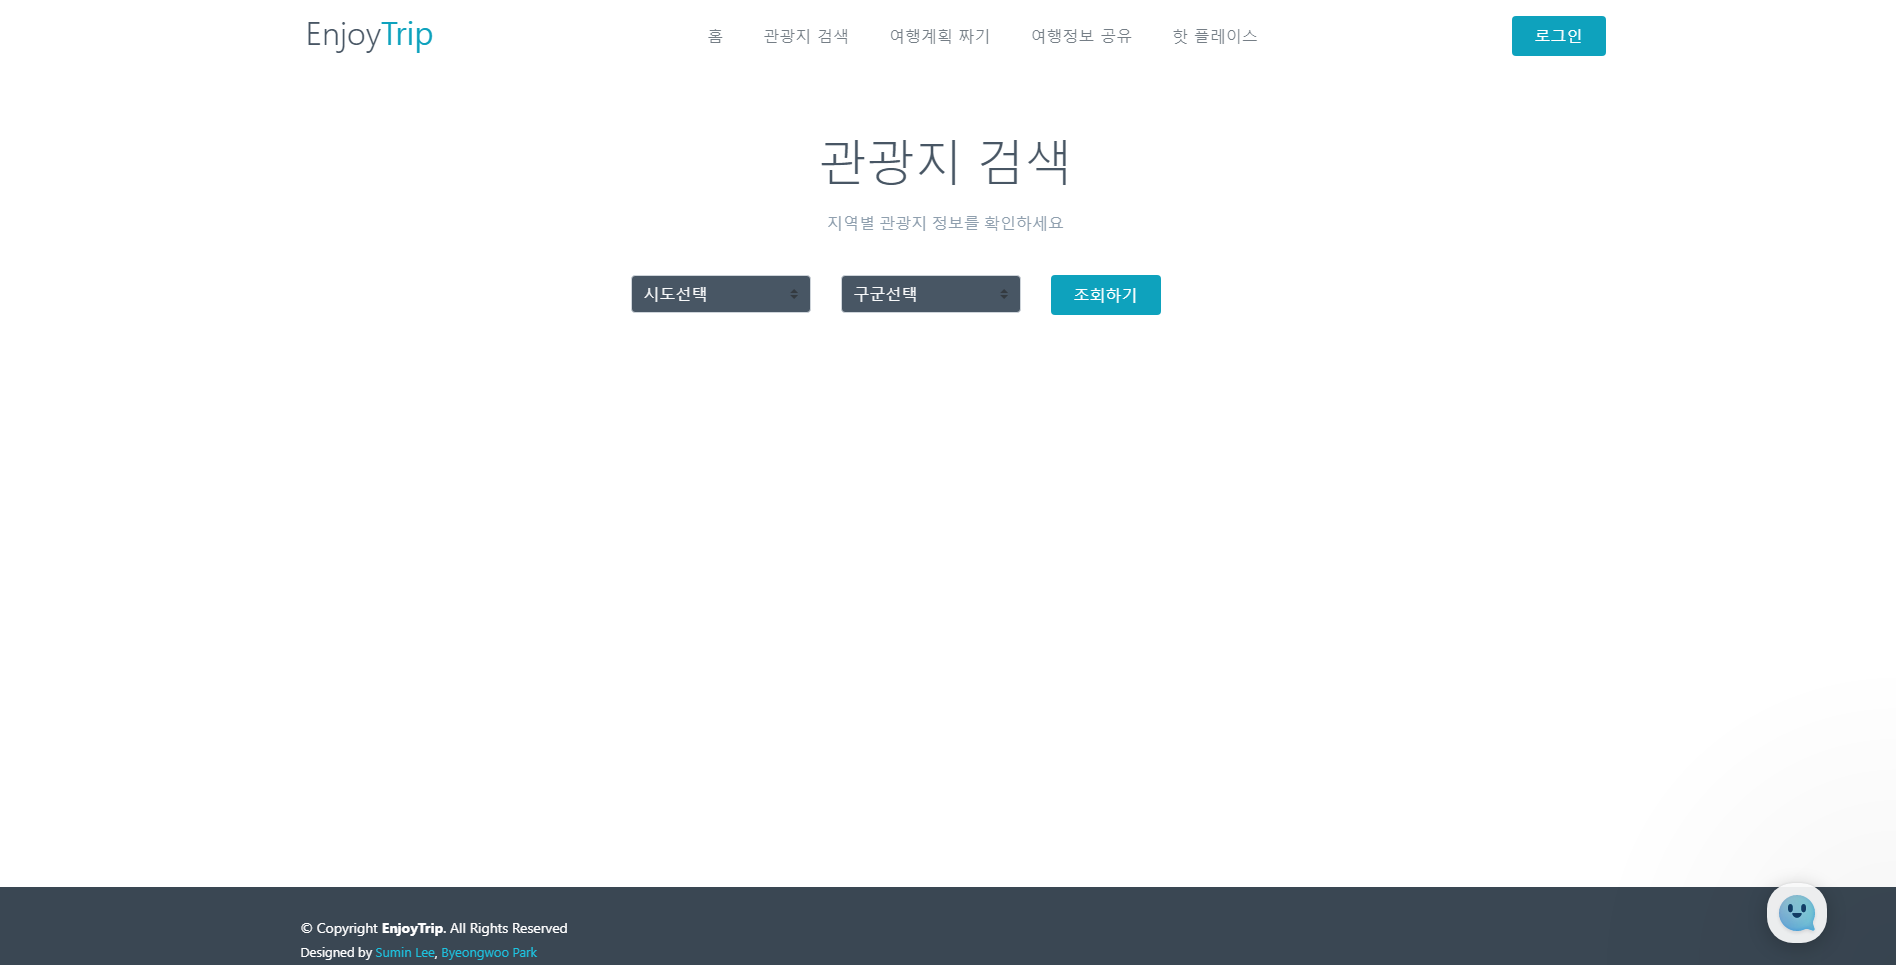 EnjoyTrip 홈 관광지 검색 여행계획 짜기 여행정보 공유 핫 플레이스 로그인
관광지 검색
지역별 관광지 정보를 확인하세요
시도선택 구군선택 조회하기
© Copyright EnjoyTrip. All Rights Reserved
Designed by Sumin Lee, Byeongwoo Park